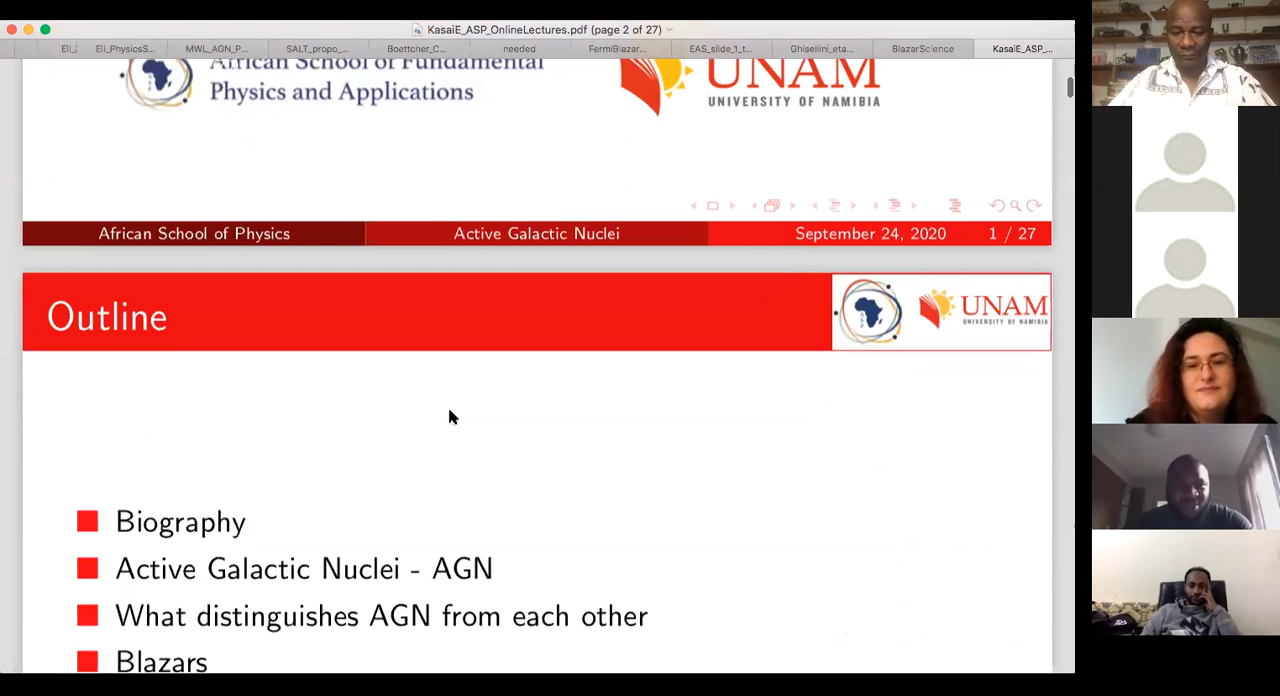 KasaiE_ASP_OnlineLectures.pdf (page 2 of 27)
Eli_
Eli_PhysicsS...
MWL_AGN_P...
SALT_propo_...
Boettcher_C...
needed
FermiBlazar...
EAS_slide_1_t...
Ghisellini_eta...
BlazarScience
KasaiE_ASP_...
African School of Fundamental
Physics and Applications
UNAM
UNIVERSITY OF NAMIBIA
African School of Physics
Active Galactic Nuclei
September 24, 2020
1 / 27
Outline
UNAM
UNIVERSITY OF NAMIBIA
Biography
Active Galactic Nuclei - AGN
What distinguishes AGN from each other
Blazars